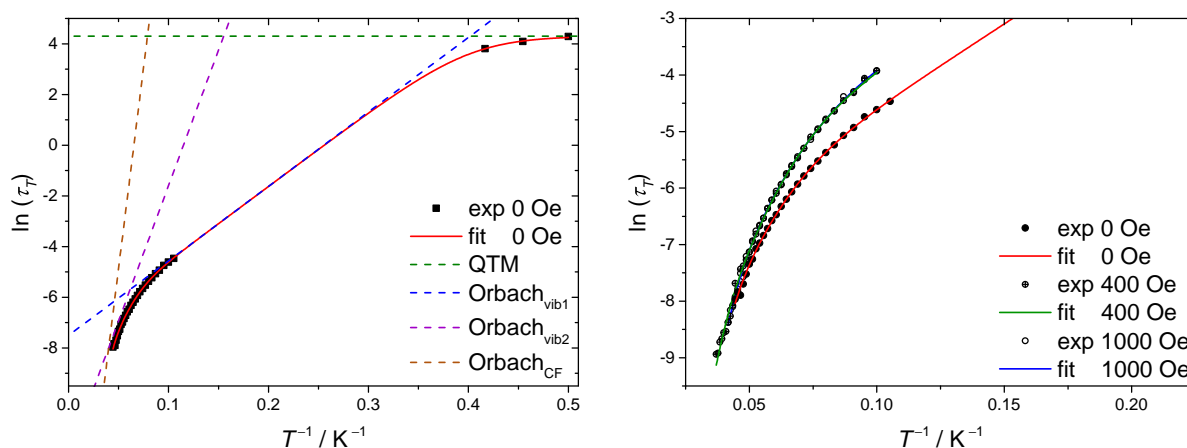 4
2
0
-2
-4
-6
-8
ln (τT)
exp 0 Oe
fit 0 Oe
QTM
Orbachvib1
Orbachvib2
OrbachCF
0.0 0.1 0.2 0.3 0.4 0.5
T⁻¹ / K⁻¹
-3
-4
-5
-6
-7
-8
-9
ln (τT)
exp 0 Oe
fit 0 Oe
exp 400 Oe
fit 400 Oe
exp 1000 Oe
fit 1000 Oe
0.05 0.10 0.15 0.20
T⁻¹ / K⁻¹